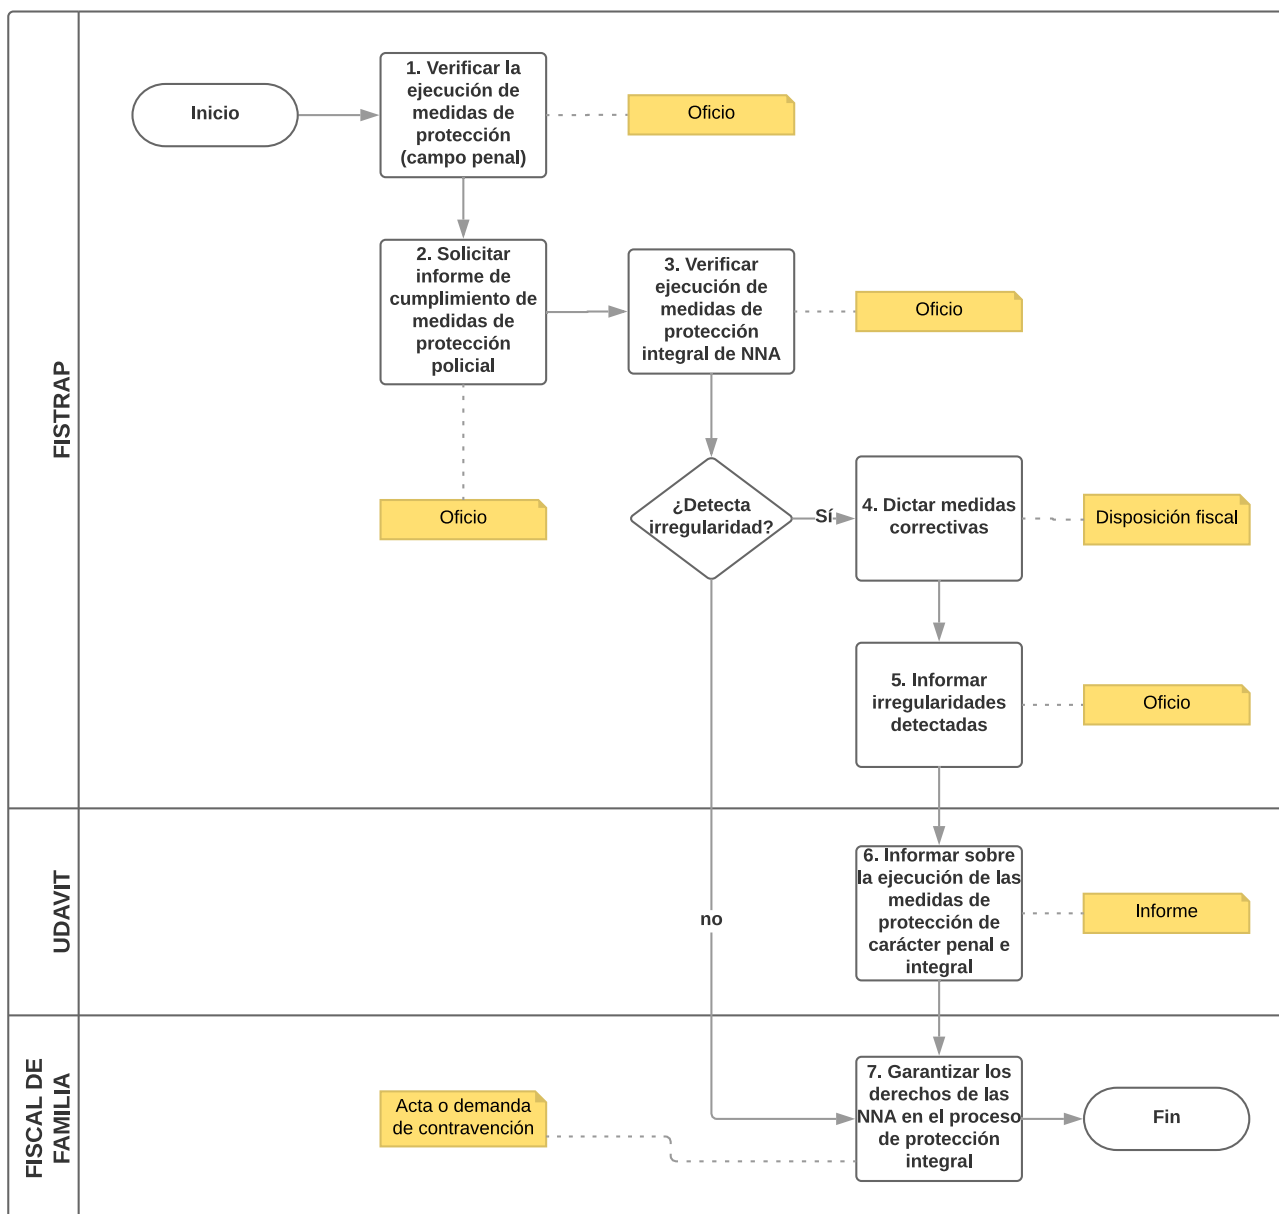 FISTRAP
Inicio
1. Verificar la
ejecución de
medidas de
protección
(campo penal)
Oficio
2. Solicitar
informe de
cumplimiento de
medidas de
protección
policial
Oficio
3. Verificar
ejecución de
medidas de
protección
integral de NNA
Oficio
¿Detecta
irregularidad?
Sí
4. Dictar medidas
correctivas
Disposición fiscal
5. Informar
irregularidades
detectadas
Oficio
no
UDAVIT
6. Informar sobre
la ejecución de las
medidas de
protección de
carácter penal e
integral
Informe
FISCAL DE
FAMILIA
Acta o demanda
de contravención
7. Garantizar los
derechos de las
NNA en el proceso
de protección
integral
Fin